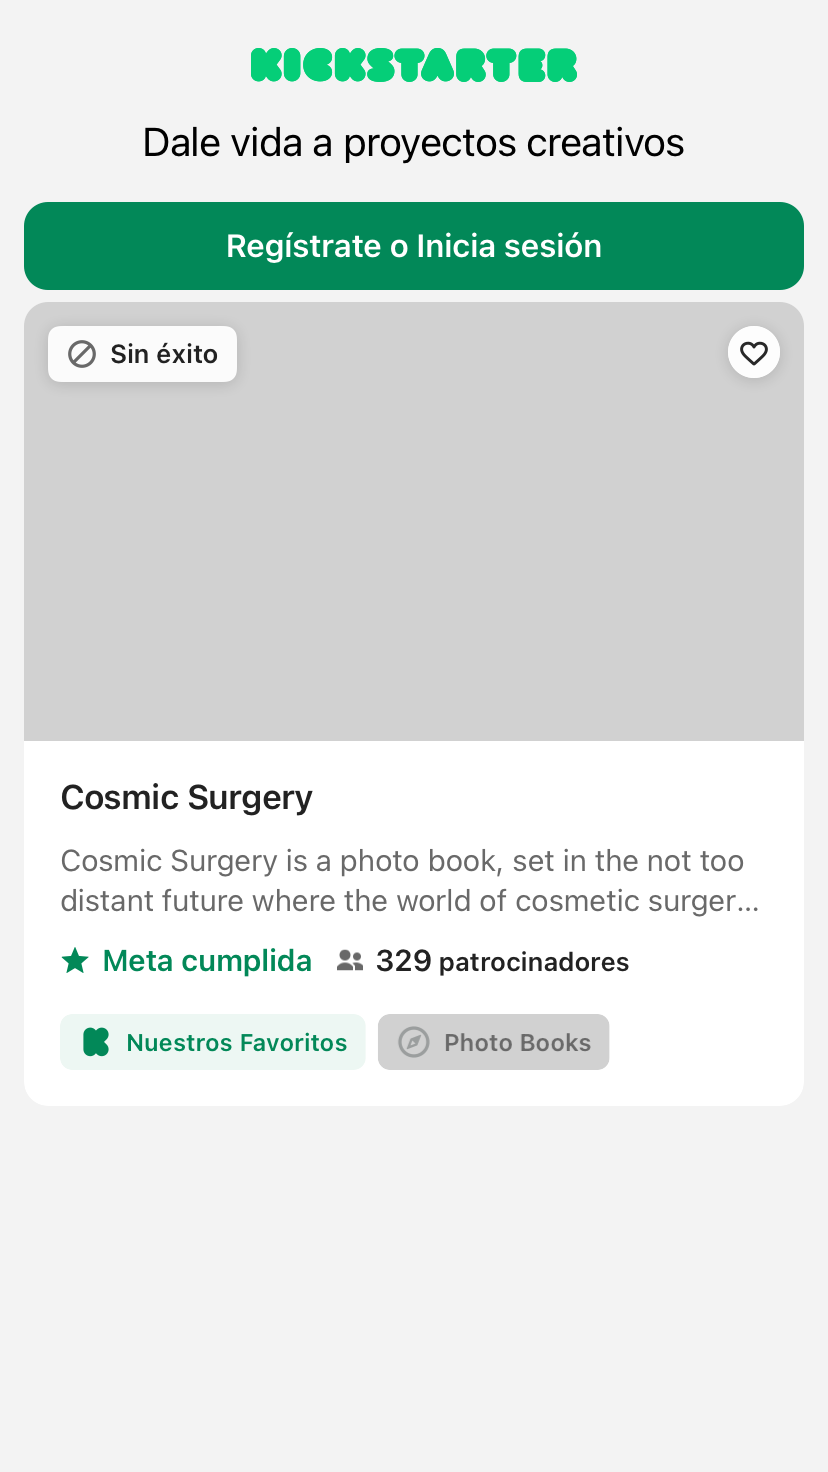 KICKSTARTER
Dale vida a proyectos creativos
Regístrate o Inicia sesión
Sin éxito
Cosmic Surgery
Cosmic Surgery is a photo book, set in the not too
distant future where the world of cosmetic surger...
Meta cumplida 329 patrocinadores
Nuestros Favoritos Photo Books